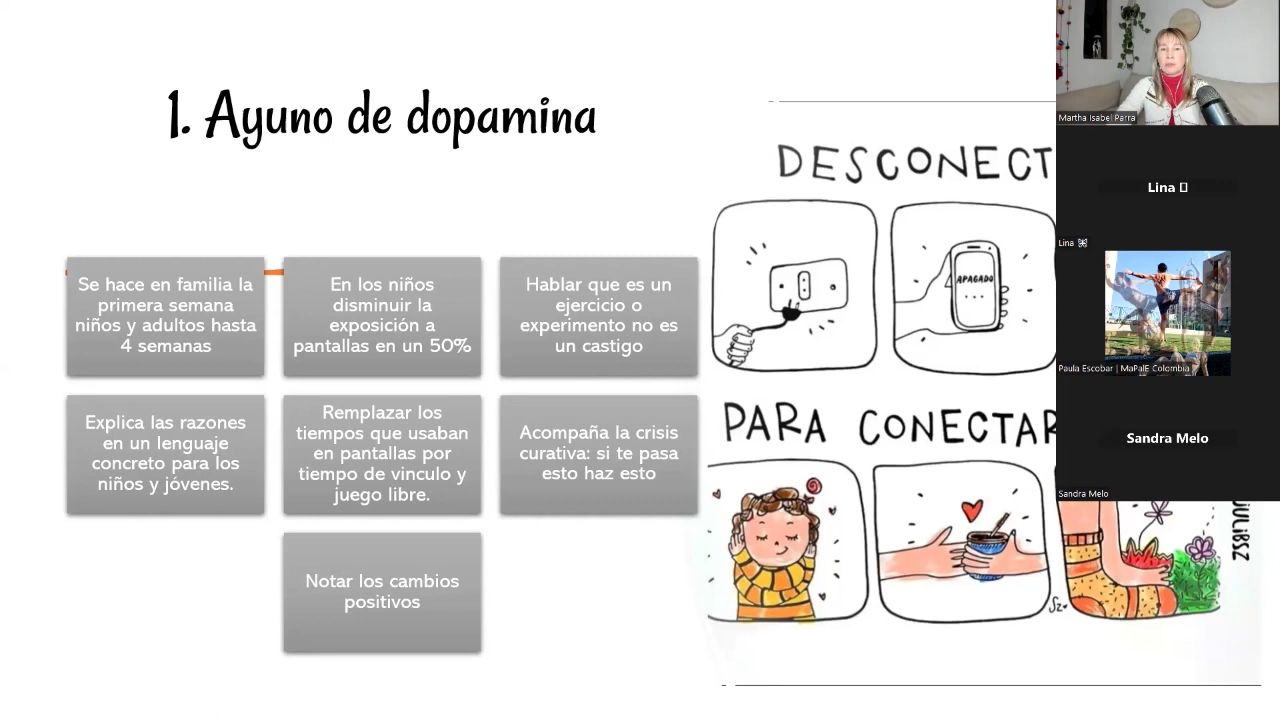 1. Ayuno de dopamina
Se hace en familia la
primera semana
niños y adultos hasta
4 semanas
En los niños
disminuir la
exposición a
pantallas en un 50%
Hablar que es un
ejercicio o
experimento no es
un castigo
Explica las razones
en un lenguaje
concreto para los
niños y jóvenes.
Remplazar los
tiempos que usaban
en pantallas por
tiempo de vinculo y
juego libre.
Acompaña la crisis
curativa: si te pasa
esto haz esto
Notar los cambios
positivos
DESCONECT
APAGADO
PARA CONECTAR
Martha Isabel Parra
Lina
Lina
Paula Escobar | MaPalE Colombia
Sandra Melo
Sandra Melo